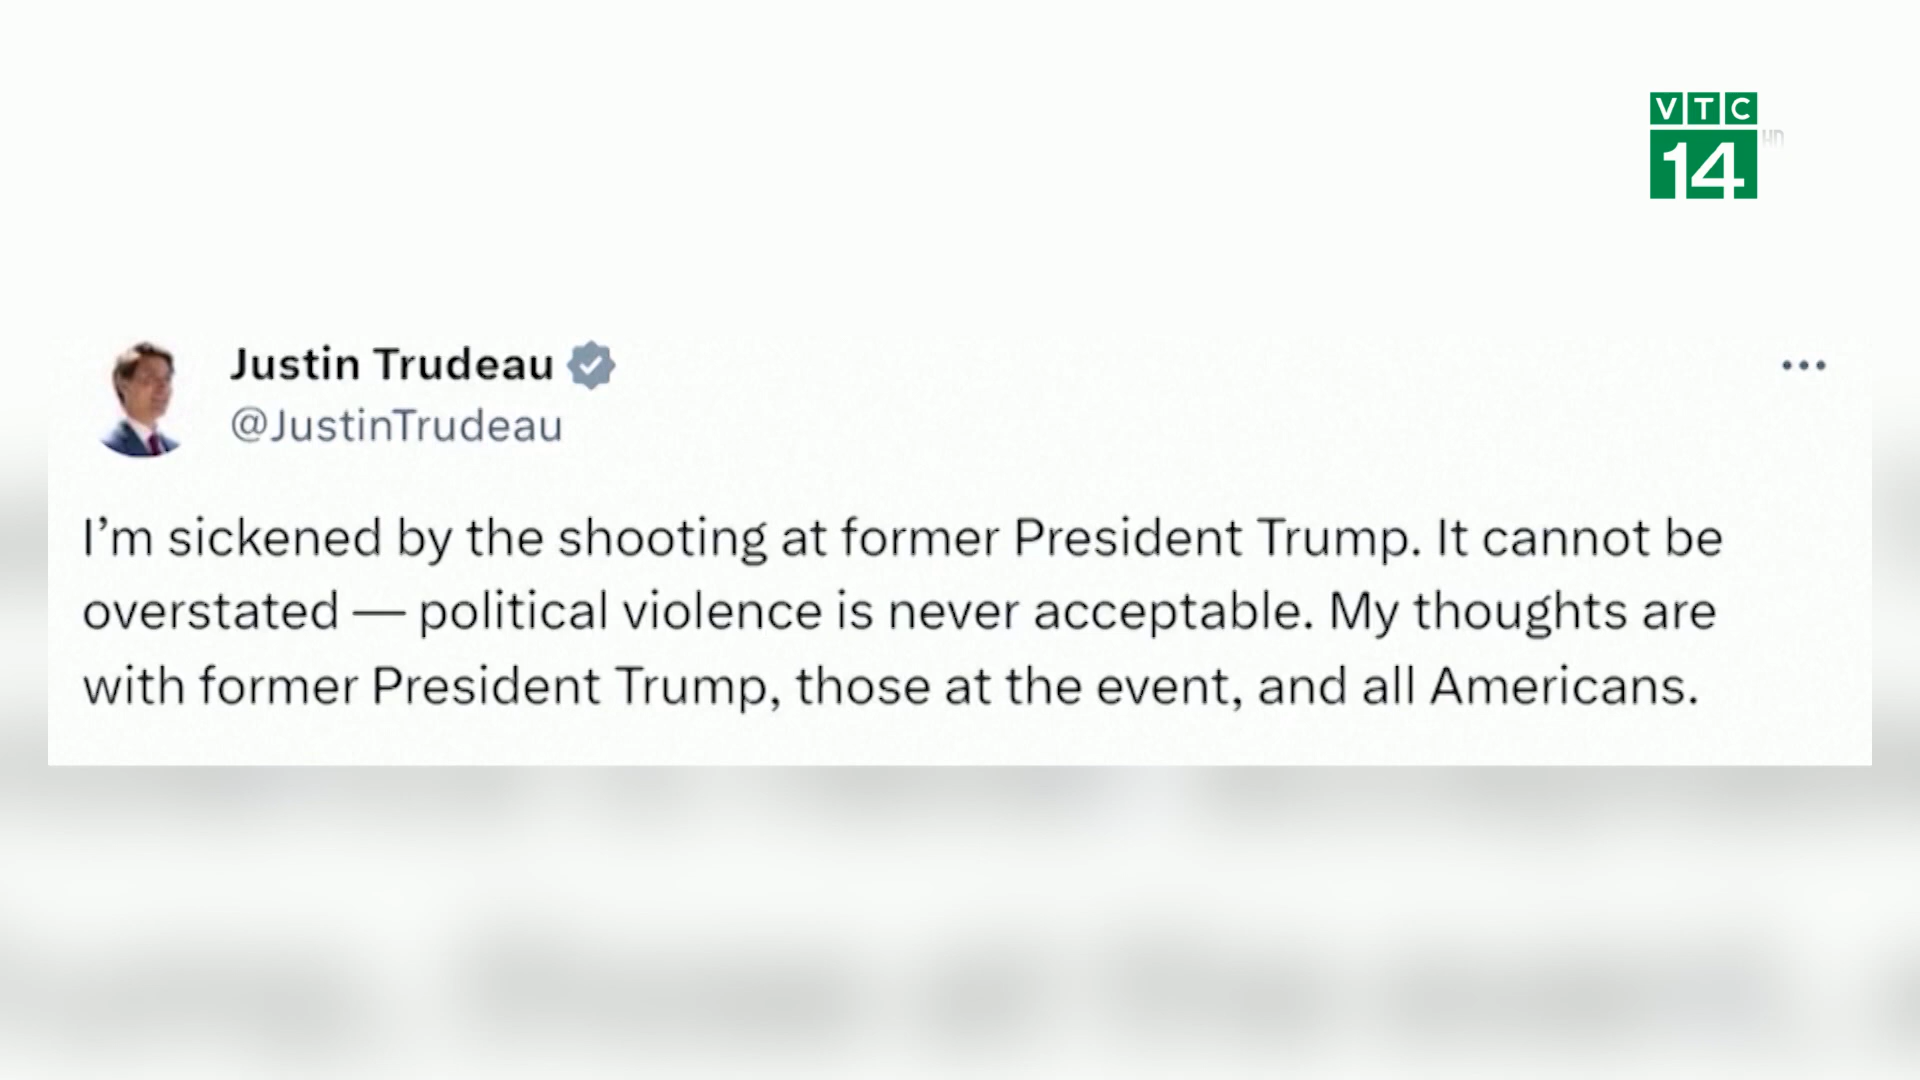 VTC
14
HD
Justin Trudeau
@JustinTrudeau
I’m sickened by the shooting at former President Trump. It cannot be
overstated — political violence is never acceptable. My thoughts are
with former President Trump, those at the event, and all Americans.